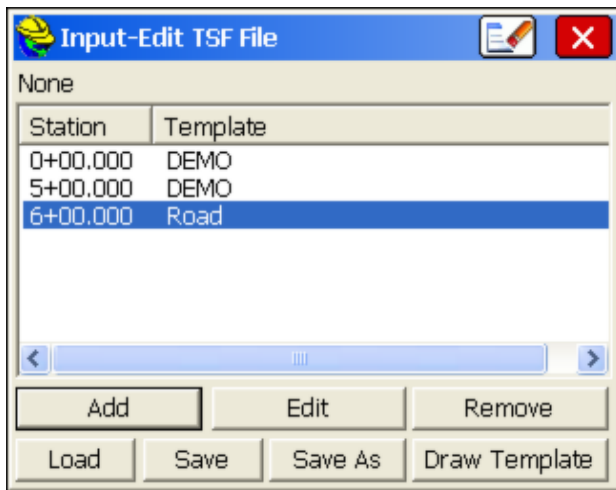 Input-Edit TSF File
None
Station Template
0+00.000 DEMO
5+00.000 DEMO
6+00.000 Road
Add Edit Remove
Load Save Save As Draw Template